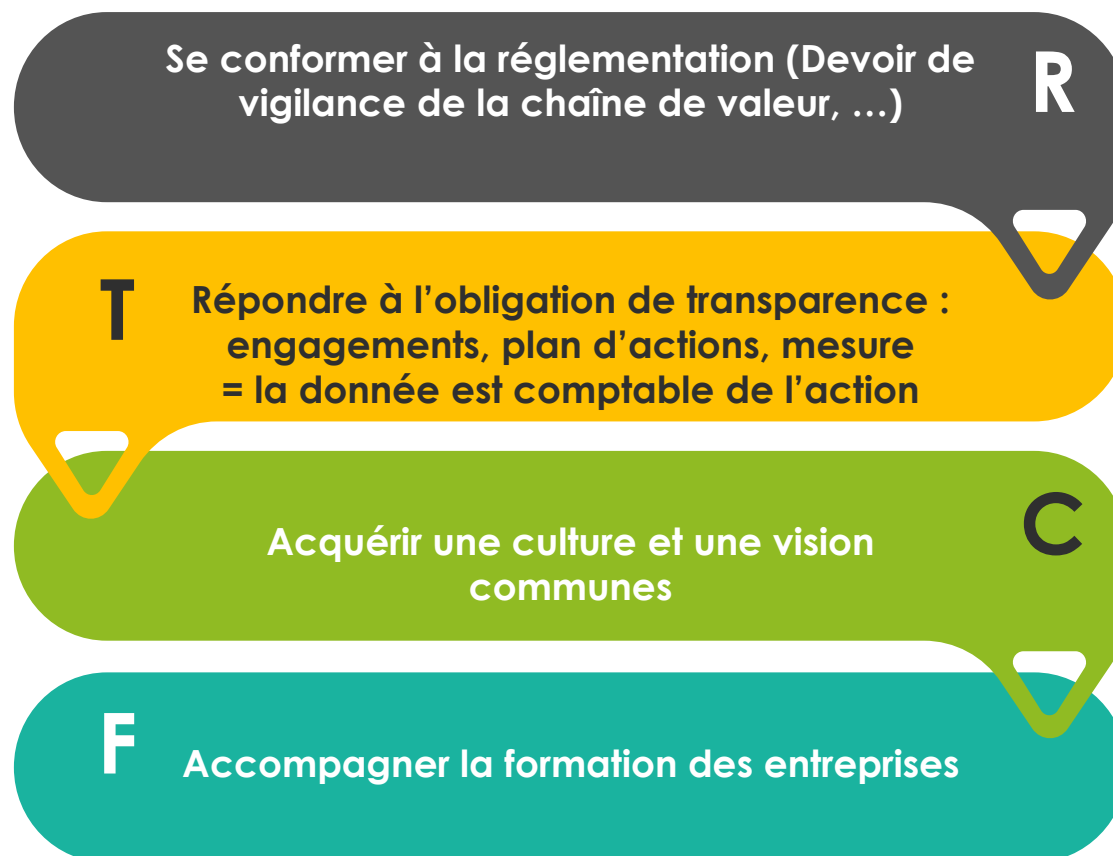 Se conformer à la réglementation (Devoir de
vigilance de la chaîne de valeur, …)
R
T
Répondre à l’obligation de transparence :
engagements, plan d’actions, mesure
= la donnée est comptable de l’action
C
Acquérir une culture et une vision
communes
F
Accompagner la formation des entreprises